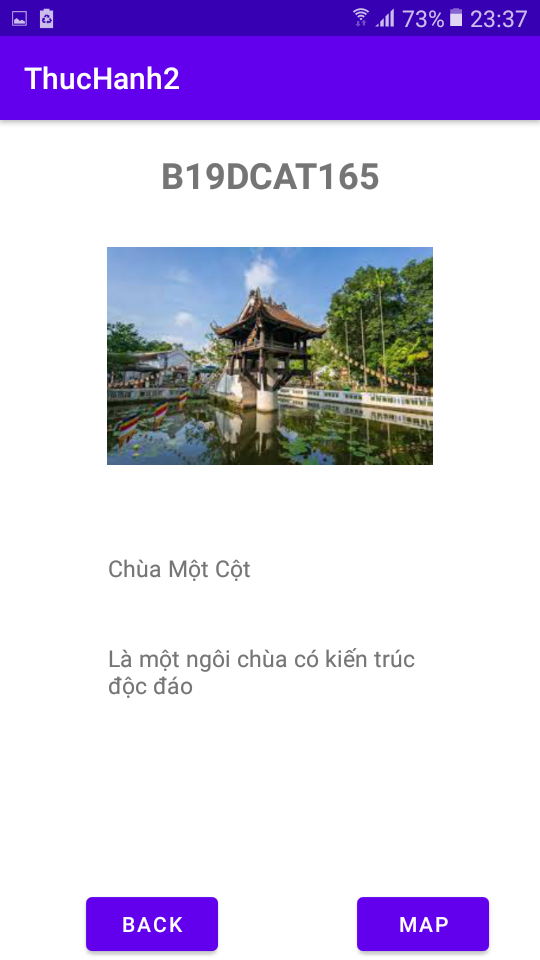 73% 23:37
ThucHanh2
B19DCAT165
Chùa Một Cột
Là một ngôi chùa có kiến trúc
độc đáo
BACK MAP